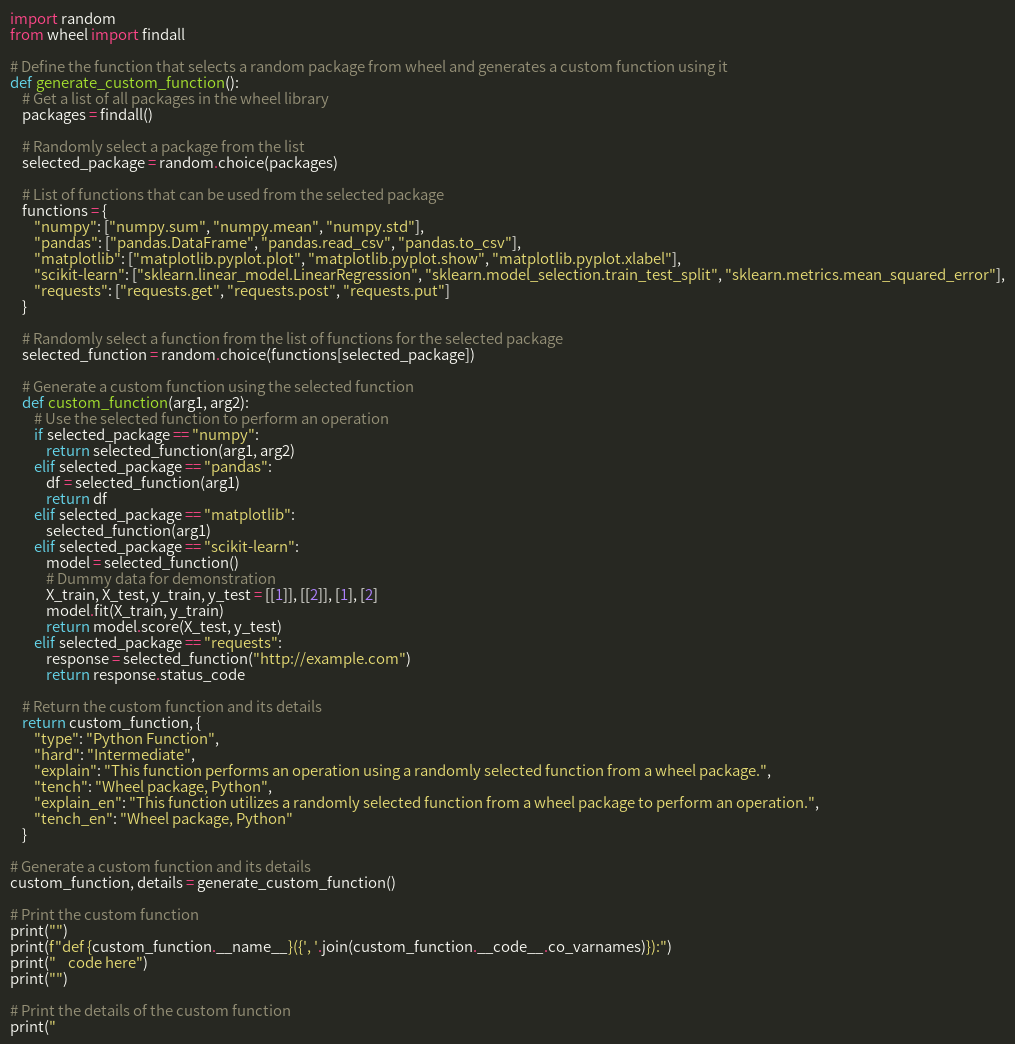 import random
from wheel import findall

# Define the function that selects a random package from wheel and generates a custom function using it
def generate_custom_function():
    # Get a list of all packages in the wheel library
    packages = findall()

    # Randomly select a package from the list
    selected_package = random.choice(packages)

    # List of functions that can be used from the selected package
    functions = {
        "numpy": ["numpy.sum", "numpy.mean", "numpy.std"],
        "pandas": ["pandas.DataFrame", "pandas.read_csv", "pandas.to_csv"],
        "matplotlib": ["matplotlib.pyplot.plot", "matplotlib.pyplot.show", "matplotlib.pyplot.xlabel"],
        "scikit-learn": ["sklearn.linear_model.LinearRegression", "sklearn.model_selection.train_test_split", "sklearn.metrics.mean_squared_error"],
        "requests": ["requests.get", "requests.post", "requests.put"]
    }

    # Randomly select a function from the list of functions for the selected package
    selected_function = random.choice(functions[selected_package])

    # Generate a custom function using the selected function
    def custom_function(arg1, arg2):
        # Use the selected function to perform an operation
        if selected_package == "numpy":
            return selected_function(arg1, arg2)
        elif selected_package == "pandas":
            df = selected_function(arg1)
            return df
        elif selected_package == "matplotlib":
            selected_function(arg1)
        elif selected_package == "scikit-learn":
            model = selected_function()
            # Dummy data for demonstration
            X_train, X_test, y_train, y_test = [[1]], [[2]], [1], [2]
            model.fit(X_train, y_train)
            return model.score(X_test, y_test)
        elif selected_package == "requests":
            response = selected_function("http://example.com")
            return response.status_code

    # Return the custom function and its details
    return custom_function, {
        "type": "Python Function",
        "hard": "Intermediate",
        "explain": "This function performs an operation using a randomly selected function from a wheel package.",
        "tench": "Wheel package, Python",
        "explain_en": "This function utilizes a randomly selected function from a wheel package to perform an operation.",
        "tench_en": "Wheel package, Python"
    }

# Generate a custom function and its details
custom_function, details = generate_custom_function()

# Print the custom function
print("")
print(f"def {custom_function.__name__}({', '.join(custom_function.__code__.co_varnames)}):")
print("    code here")
print("")

# Print the details of the custom function
print("